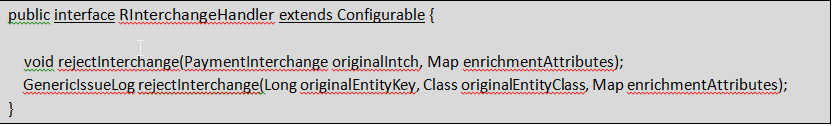 public interface RInterchangeHandler extends Configurable {
void rejectInterchange(PaymentInterchange originalIntch, Map enrichmentAttributes);
GenericIssueLog rejectInterchange(Long originalEntityKey, Class originalEntityClass, Map enrichmentAttributes);
}